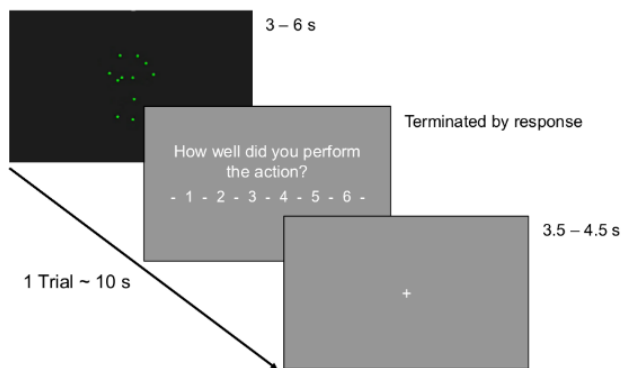 3 – 6 s
Terminated by response
How well did you perform
the action?
- 1 - 2 - 3 - 4 - 5 - 6 -
3.5 – 4.5 s
1 Trial ~ 10 s